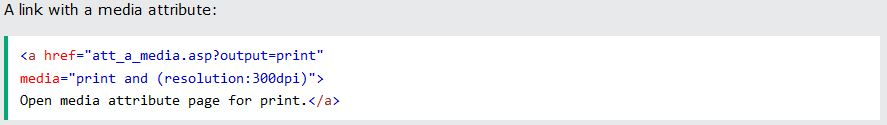 A link with a media attribute:
<a href="att_a_media.asp?output=print"
media="print and (resolution:300dpi)">
Open media attribute page for print.</a>